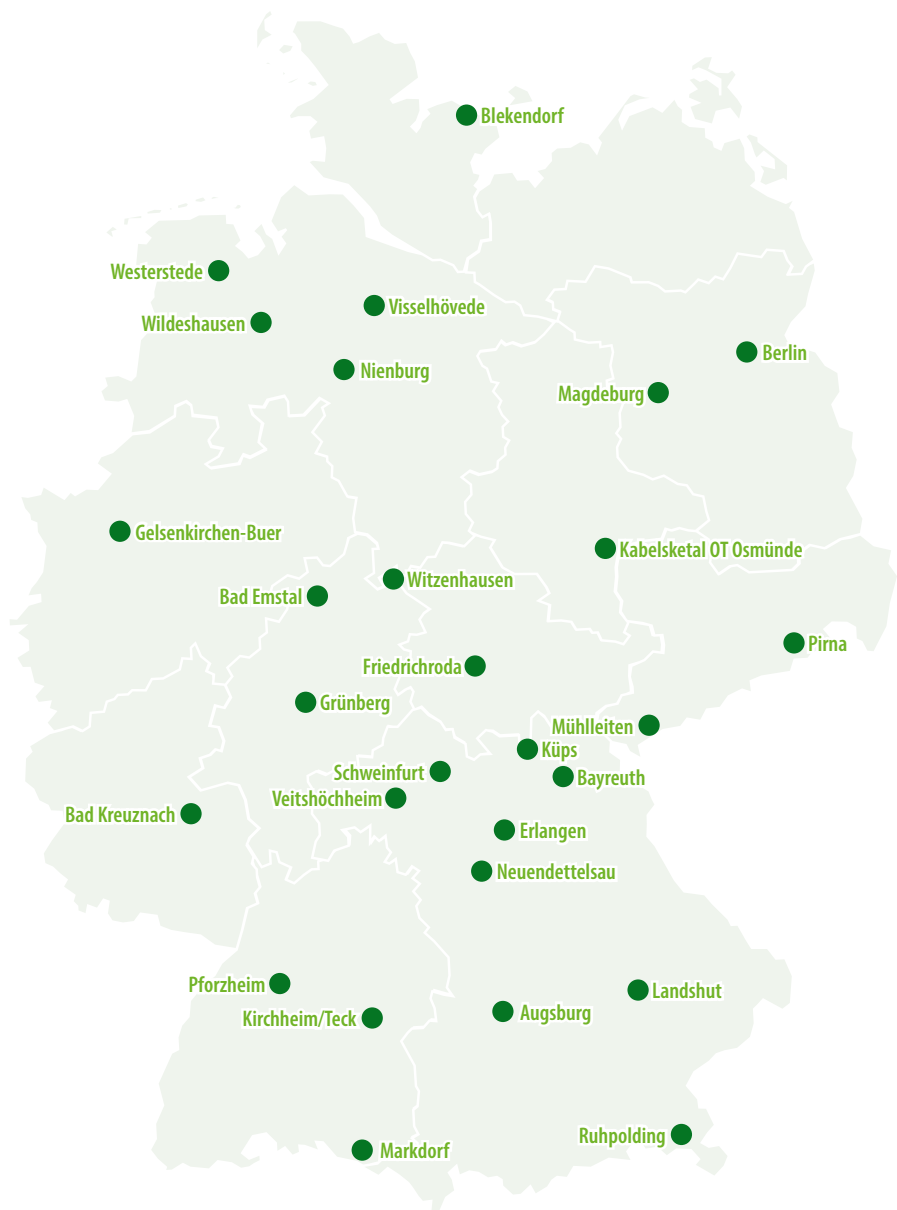 Blekendorf
Westerstede
Visselhövede
Wildeshausen
Berlin
Nienburg
Magdeburg
Gelsenkirchen-Buer
Kabelsketal OT Osmünde
Witzenhausen
Bad Emstal
Pirna
Friedrichroda
Grünberg
Mühlleiten
Küps
Schweinfurt
Bayreuth
Veitshöchheim
Bad Kreuznach
Erlangen
Neuendettelsau
Pforzheim
Landshut
Augsburg
Kirchheim/Teck
Ruhpolding
Markdorf